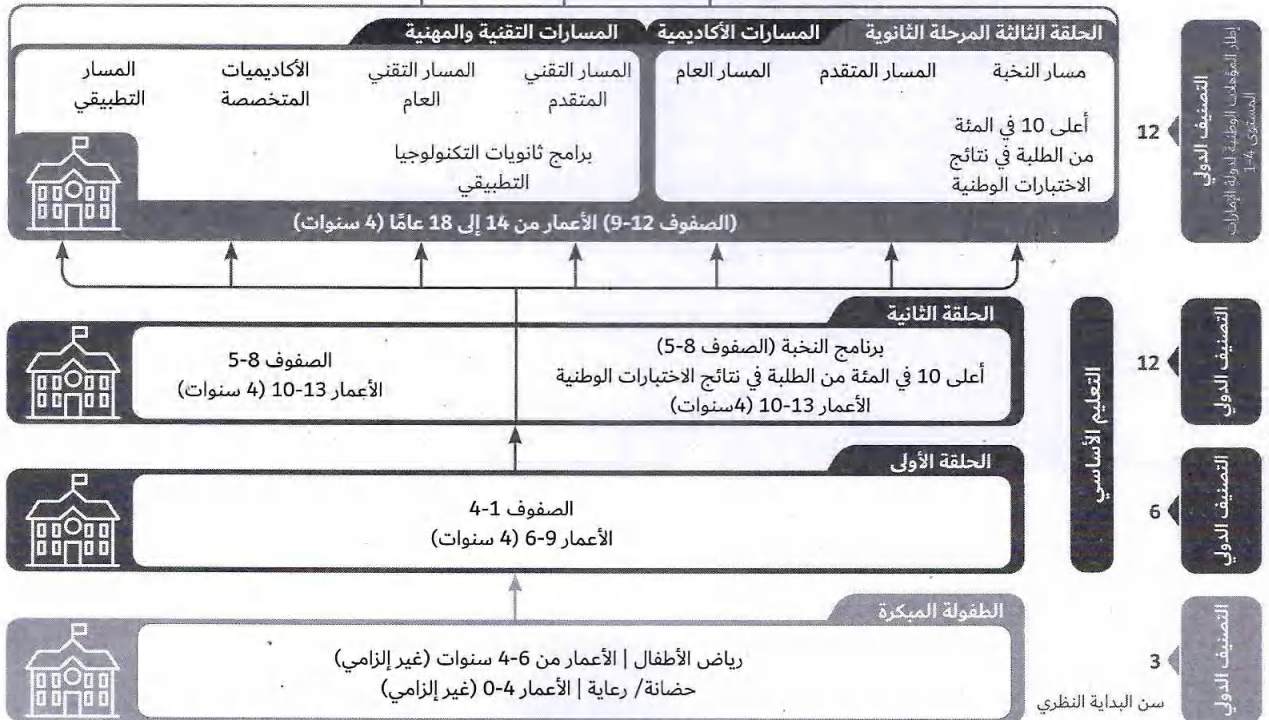 الحلقة الثالثة المرحلة الثانوية
المسارات الأكاديمية
المسارات التقنية والمهنية
مسار النخبة
المسار المتقدم
المسار العام
المسار التقني
المتقدم
المسار التقني
العام
الأكاديميات
المتخصصة
المسار
التطبيقي
أعلى 10 في المئة
من الطلبة في نتائج
الاختبارات الوطنية
برامج ثانويات التكنولوجيا
التطبيقي
(الصفوف 12-9) الأعمار من 14 إلى 18 عامًا (4 سنوات)
12
التصنيف الدولي
إطار المؤهلات الوطنية لدولة الإمارات
المستوى 4-1
الحلقة الثانية
برنامج النخبة (الصفوف 8-5)
أعلى 10 في المئة من الطلبة في نتائج الاختبارات الوطنية
الأعمار 13-10 (4سنوات)
الصفوف 8-5
الأعمار 13-10 (4 سنوات)
التعليم الأساسي
12
التصنيف الدولي
الحلقة الأولى
الصفوف 4-1
الأعمار 9-6 (4 سنوات)
6
التصنيف الدولي
الطفولة المبكرة
رياض الأطفال | الأعمار من 6-4 سنوات (غير إلزامي)
حضانة/ رعاية | الأعمار 4-0 (غير إلزامي)
3
سن البداية النظري
التصنيف الدولي